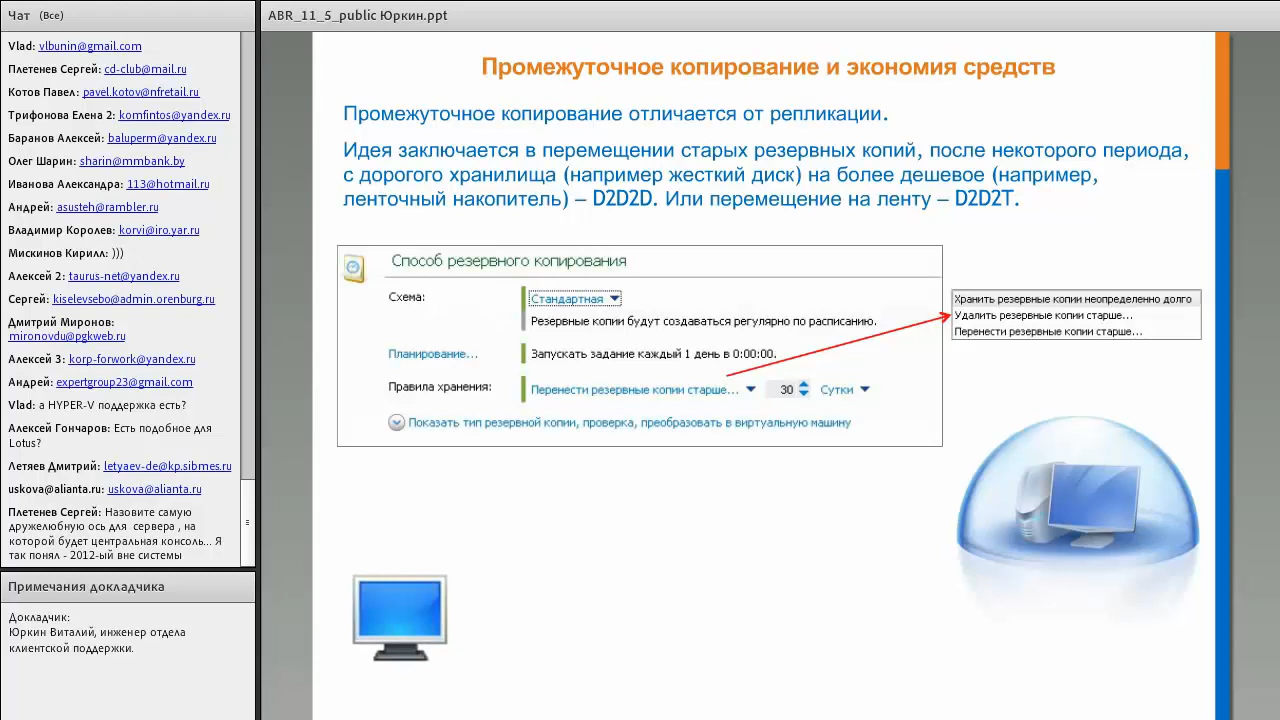 Чат (Все)
Vlad: vlbunin@gmail.com
Плетенев Сергей: cd-club@mail.ru
Котов Павел: pavel.kotov@nfretail.ru
Трифонова Елена 2: komfintos@yandex.ru
Баранов Алексей: baluperm@yandex.ru
Олег Шарин: sharin@mmbank.by
Иванова Александра: 113@hotmail.ru
Андрей: asusteh@rambler.ru
Владимир Королев: korvi@iro.yar.ru
Мискинов Кирилл: )))
Алексей 2: taurus-net@yandex.ru
Сергей: kiselevsebo@admin.orenburg.ru
Дмитрий Миронов:
mironovdu@pgkweb.ru
Алексей 3: korp-forwork@yandex.ru
Андрей: expertgroup23@gmail.com
Vlad: а HYPER-V поддержка есть?
Алексей Гончаров: Есть подобное для
Lotus?
Летяев Дмитрий: letyaev-de@kp.sibmes.ru
uskova@alianta.ru: uskova@alianta.ru
Плетенев Сергей: Назовите самую
дружелюбную ось для сервера , на
которой будет центральная консоль... Я
так понял - 2012-ый вне системы
Примечания докладчика
Докладчик:
Юркин Виталий, инженер отдела
клиентской поддержки.
ABR_11_5_public Юркин.ppt
Промежуточное копирование и экономия средств
Промежуточное копирование отличается от репликации.
Идея заключается в перемещении старых резервных копий, после некоторого периода,
с дорогого хранилища (например жесткий диск) на более дешевое (например,
ленточный накопитель) – D2D2D. Или перемещение на ленту – D2D2T.
Способ резервного копирования
Схема: Стандартная
Резервные копии будут создаваться регулярно по расписанию.
Планирование... Запускать задание каждый 1 день в 0:00:00.
Правила хранения: Перенести резервные копии старше... 30 Сутки
Показать тип резервной копии, проверка, преобразовать в виртуальную машину
Хранить резервные копии неопределенно долго
Удалить резервные копии старше...
Перенести резервные копии старше...